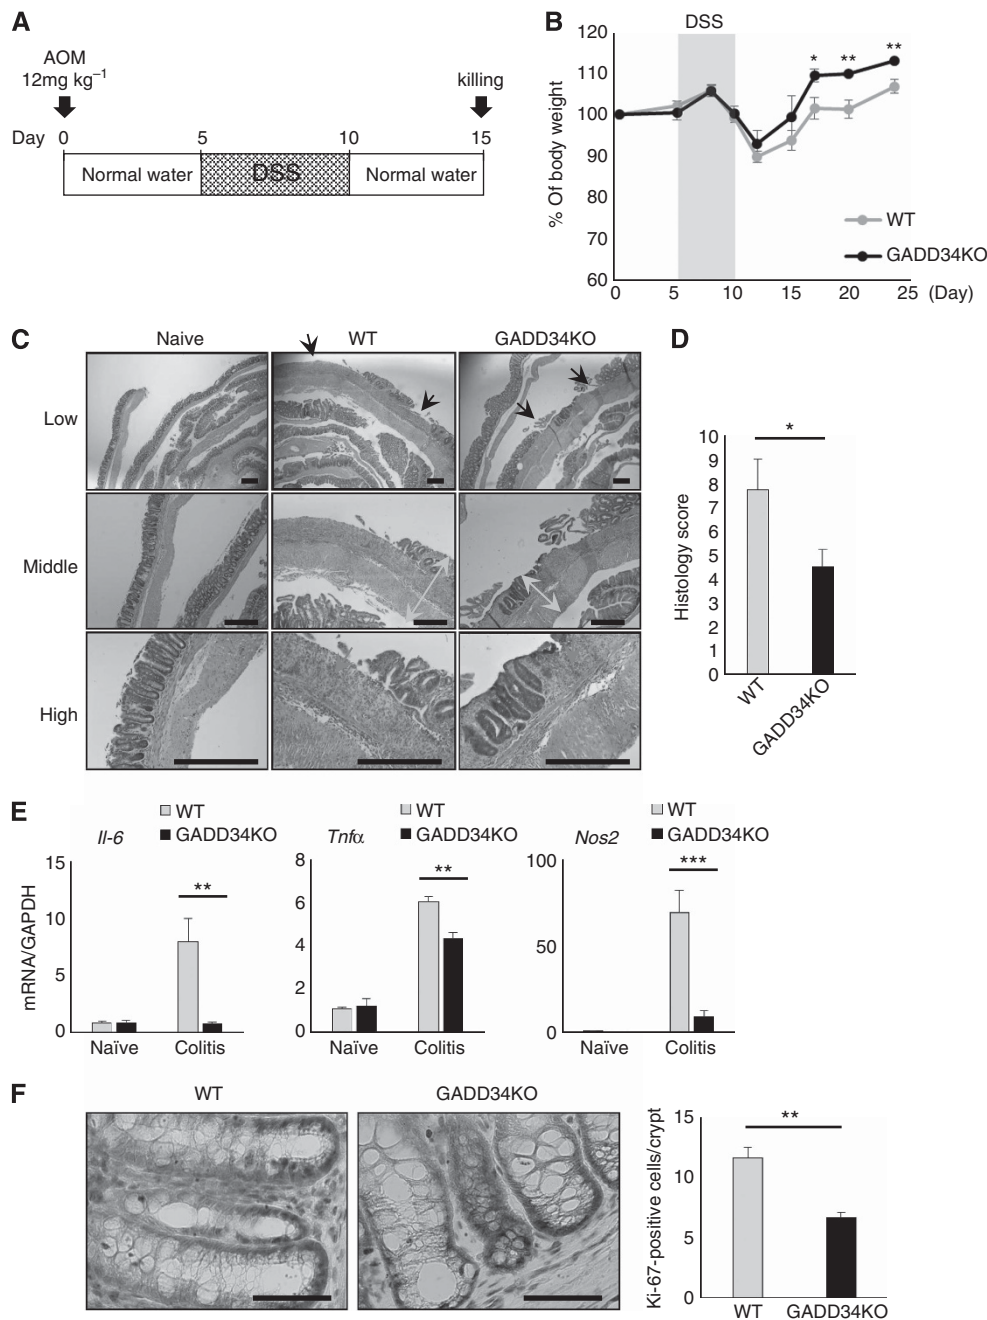 A
AOM
12mg kg⁻¹
killing
Day 0 5 10 15
Normal water DSS Normal water
B
DSS
% Of body weight
120
110
100
90
80
70
60
* ** **
WT
GADD34KO
0 5 10 15 20 25 (Day)
C
Naive WT GADD34KO
Low
Middle
High
D
Histology score
10
9
8
7
6
5
4
3
2
1
0
*
WT
GADD34KO
E
WT
GADD34KO
Il-6
mRNA/GAPDH
15
10
5
0
**
Naïve Colitis
WT
GADD34KO
Tnfα
8
6
4
2
0
**
Naïve Colitis
WT
GADD34KO
Nos2
100
50
0
***
Naïve Colitis
F
WT GADD34KO
Ki-67-positive cells/crypt
15
10
5
0
**
WT GADD34KO